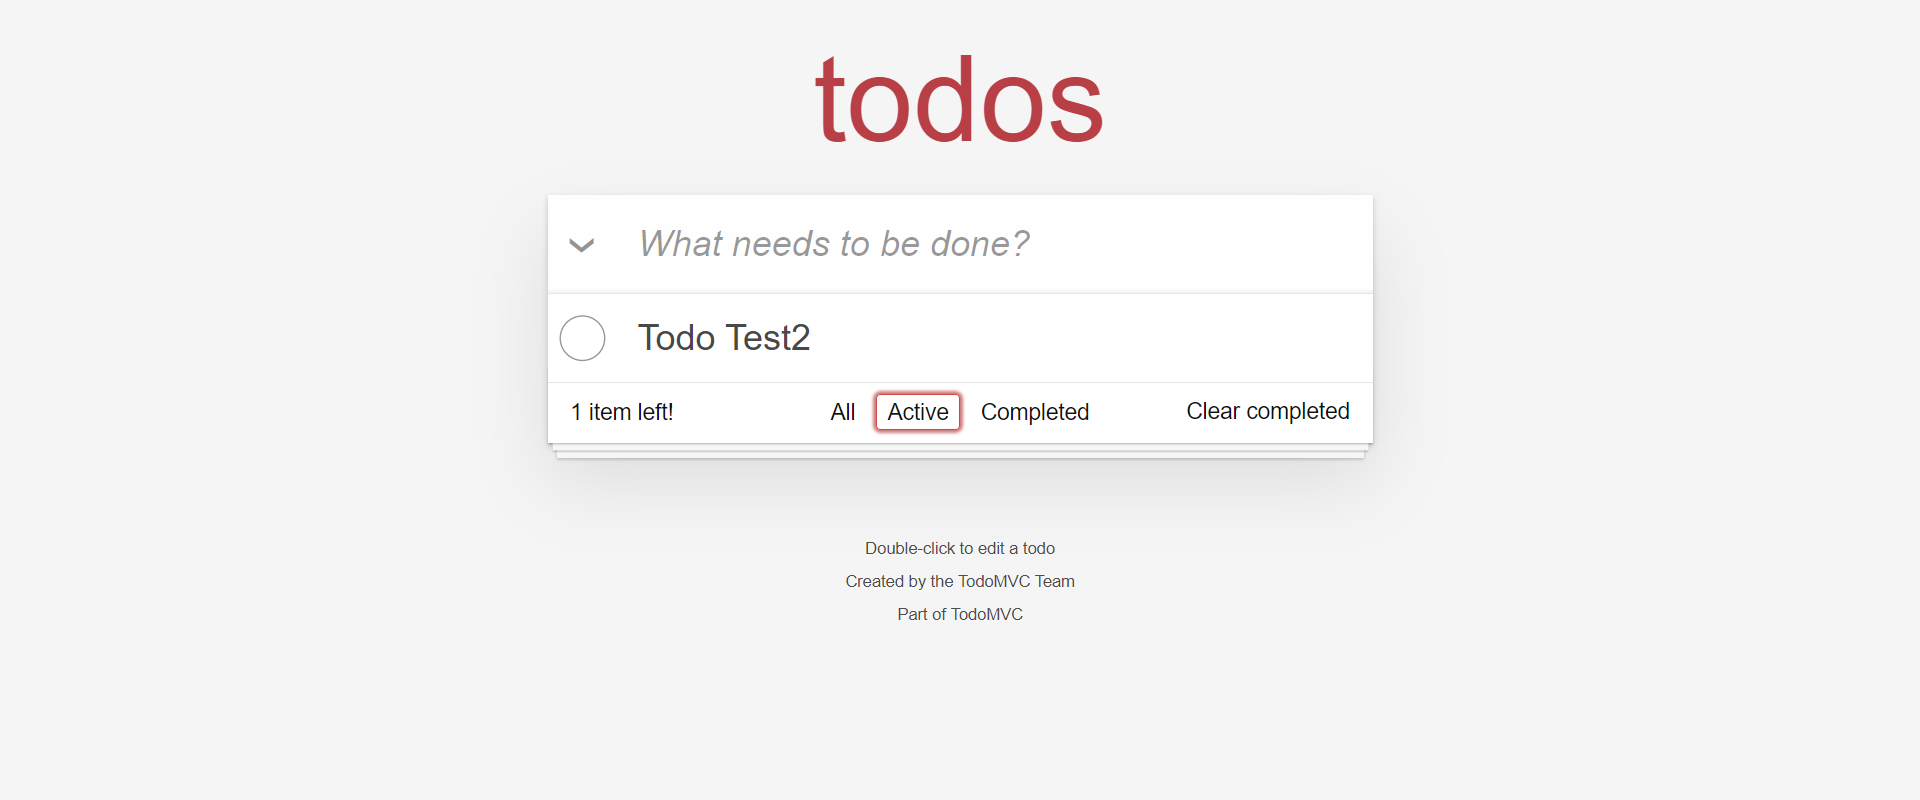 todos
What needs to be done?
Todo Test2
1 item left! All Active Completed Clear completed
Double-click to edit a todo
Created by the TodoMVC Team
Part of TodoMVC